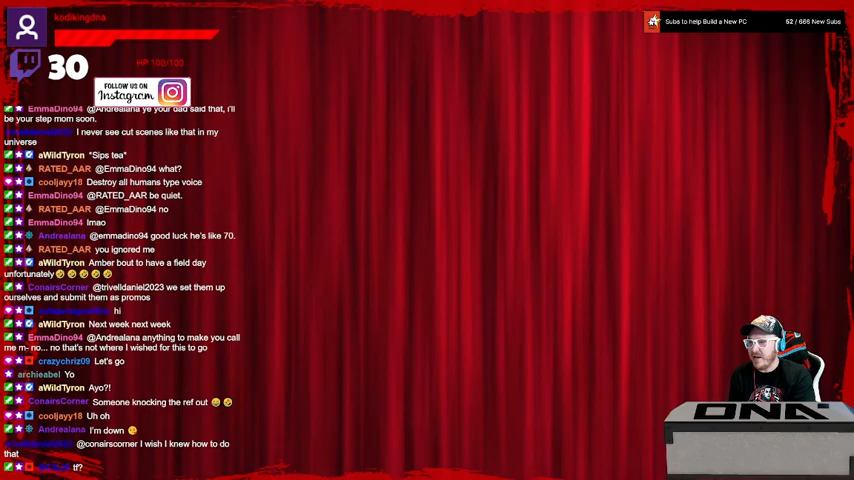 kodikingdna
Subs to help Build a New PC
52 / 666 New Subs
30
HP 100/100
FOLLOW US ON
Instagram
EmmaDino94 @Andrealana ye your dad said that, i'll
be your step mom soon.
I never see cut scenes like that in my
universe
aWildTyron *Sips tea*
RATED_AAR @EmmaDino94 what?
cooljayy18 Destroy all humans type voice
EmmaDino94 @RATED_AAR be quiet.
RATED_AAR @EmmaDino94 no
EmmaDino94 lmao
Andrealana @emmadino94 good luck he's like 70.
RATED_AAR you ignored me
aWildTyron Amber bout to have a field day
unfortunately🤣🤣🤣🤣🤣
ConairsCorner @trivelldaniel2023 we set them up
ourselves and submit them as promos
hi
aWildTyron Next week next week
EmmaDino94 @Andrealana anything to make you call
me m- no... no that's not where I wished for this to go
crazychriz09 Let's go
archieabel Yo
aWildTyron Ayo?!
ConairsCorner Someone knocking the ref out
cooljayy18 Uh oh
Andrealana I'm down
@conairscorner I wish I knew how to do
that
tf?
DNA